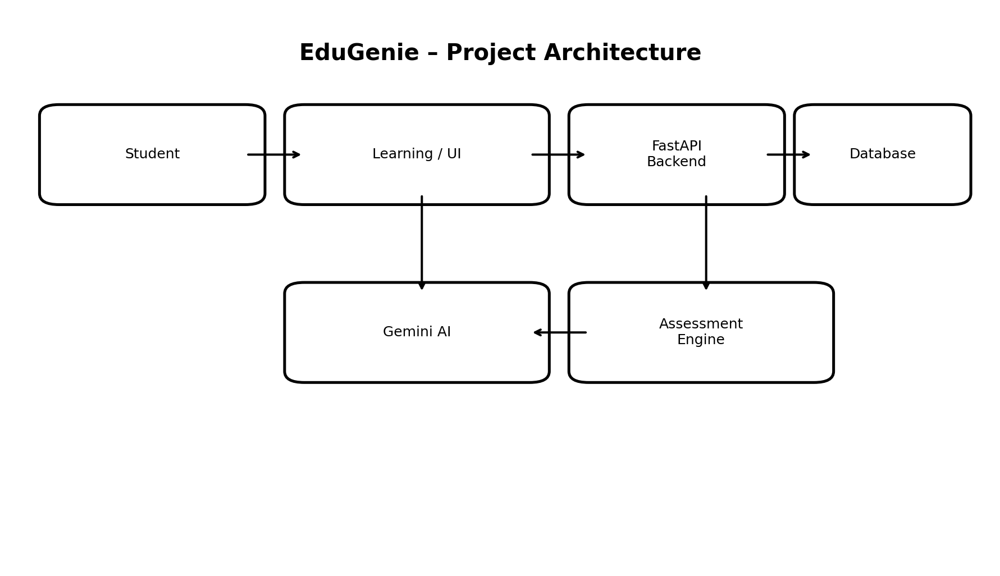 EduGenie – Project Architecture
Student
Learning / UI
FastAPI
Backend
Database
Gemini AI
Assessment
Engine